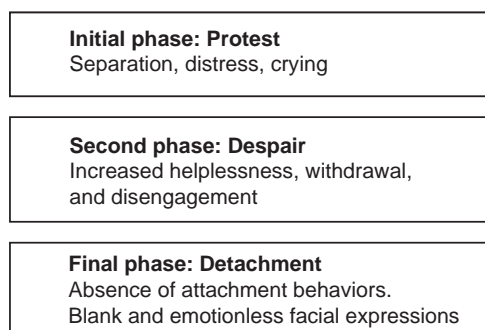 Initial phase: Protest
Separation, distress, crying
Second phase: Despair
Increased helplessness, withdrawal,
and disengagement
Final phase: Detachment
Absence of attachment behaviors.
Blank and emotionless facial expressions